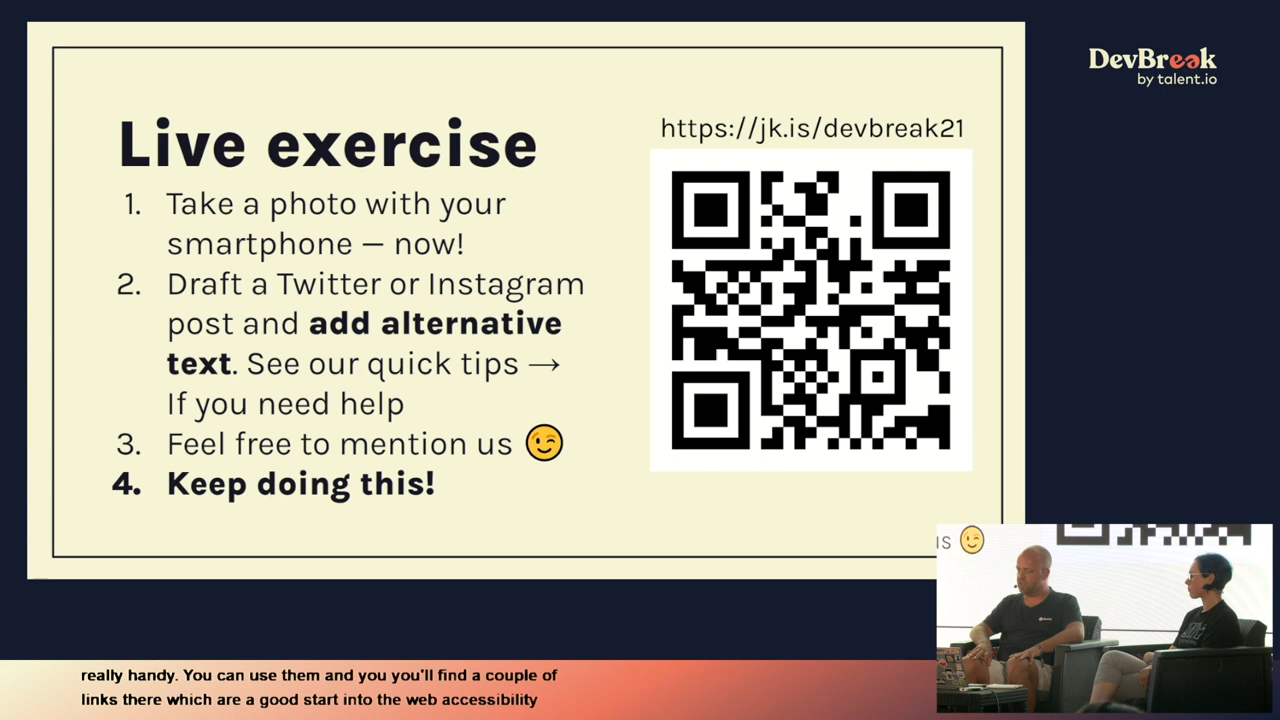 DevBreak
by talent.io
Live exercise
https://jk.is/devbreak21
1. Take a photo with your
smartphone — now!
2. Draft a Twitter or Instagram
post and add alternative
text. See our quick tips →
If you need help
3. Feel free to mention us 😉
4. Keep doing this!
us 😉
really handy. You can use them and you you'll find a couple of
links there which are a good start into the web accessibility